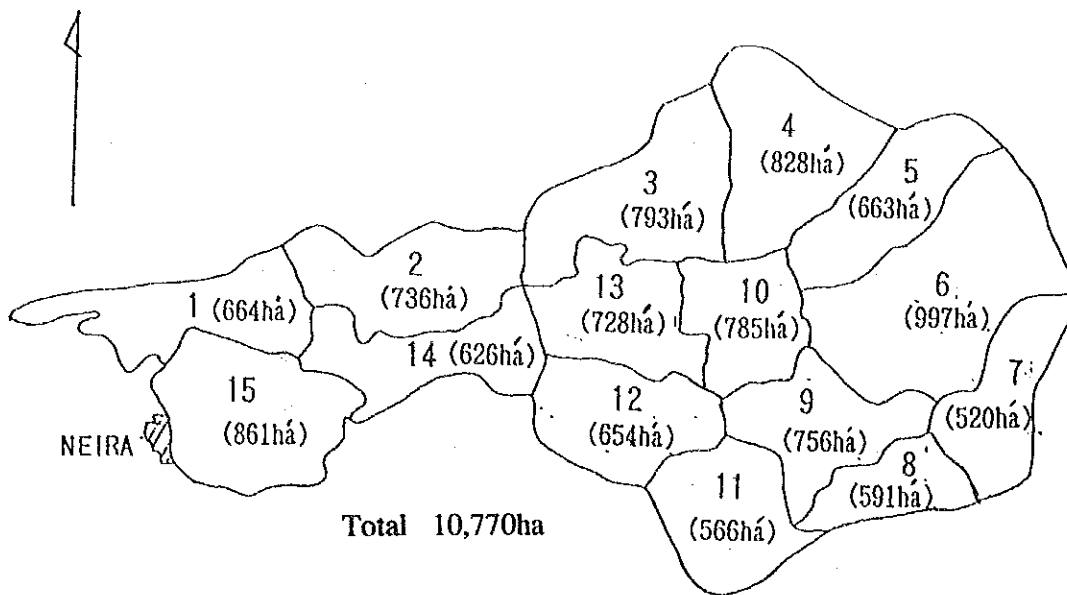 4
(828há)
5
(663há)
3
(793há)
2
(736há)
1 (664há)
13
(728há)
10
(785há)
6
(997há)
14 (626há)
15
(861há)
NEIRA
12
(654há)
9
(756há)
7
(520há)
8
(591há)
11
(566há)
Total 10,770ha